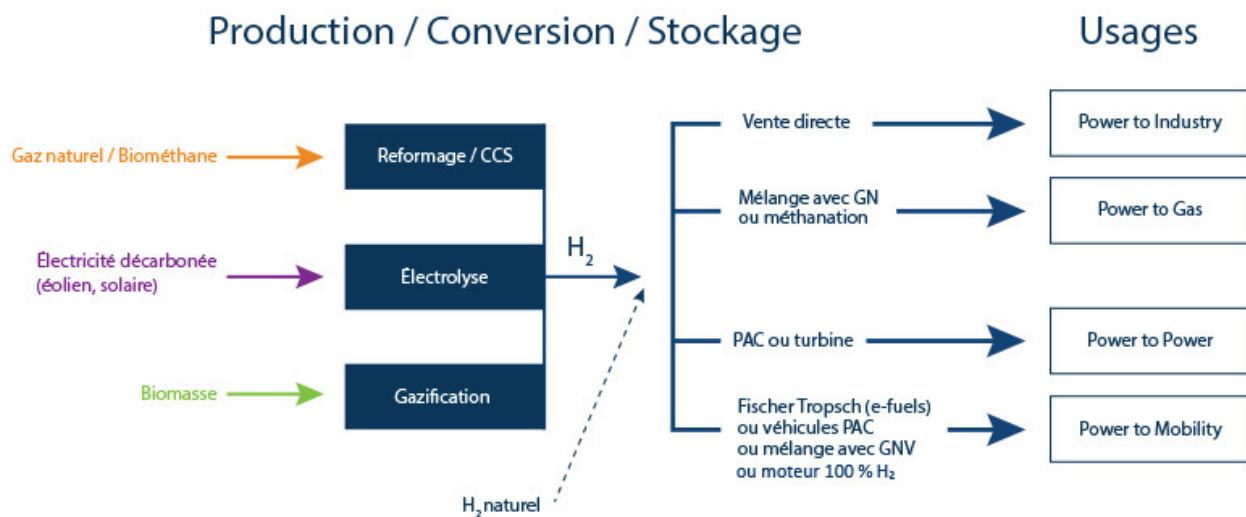 Production / Conversion / Stockage
Usages
Gaz naturel / Biométhane
Reformage / CCS
Électricité décarbonée
(éolien, solaire)
Électrolyse
Biomasse
Gazification
H₂
H₂ naturel
Vente directe
Power to Industry
Mélange avec GN
ou méthanation
Power to Gas
PAC ou turbine
Power to Power
Fischer Tropsch (e-fuels)
ou véhicules PAC
ou mélange avec GNV
ou moteur 100 % H₂
Power to Mobility